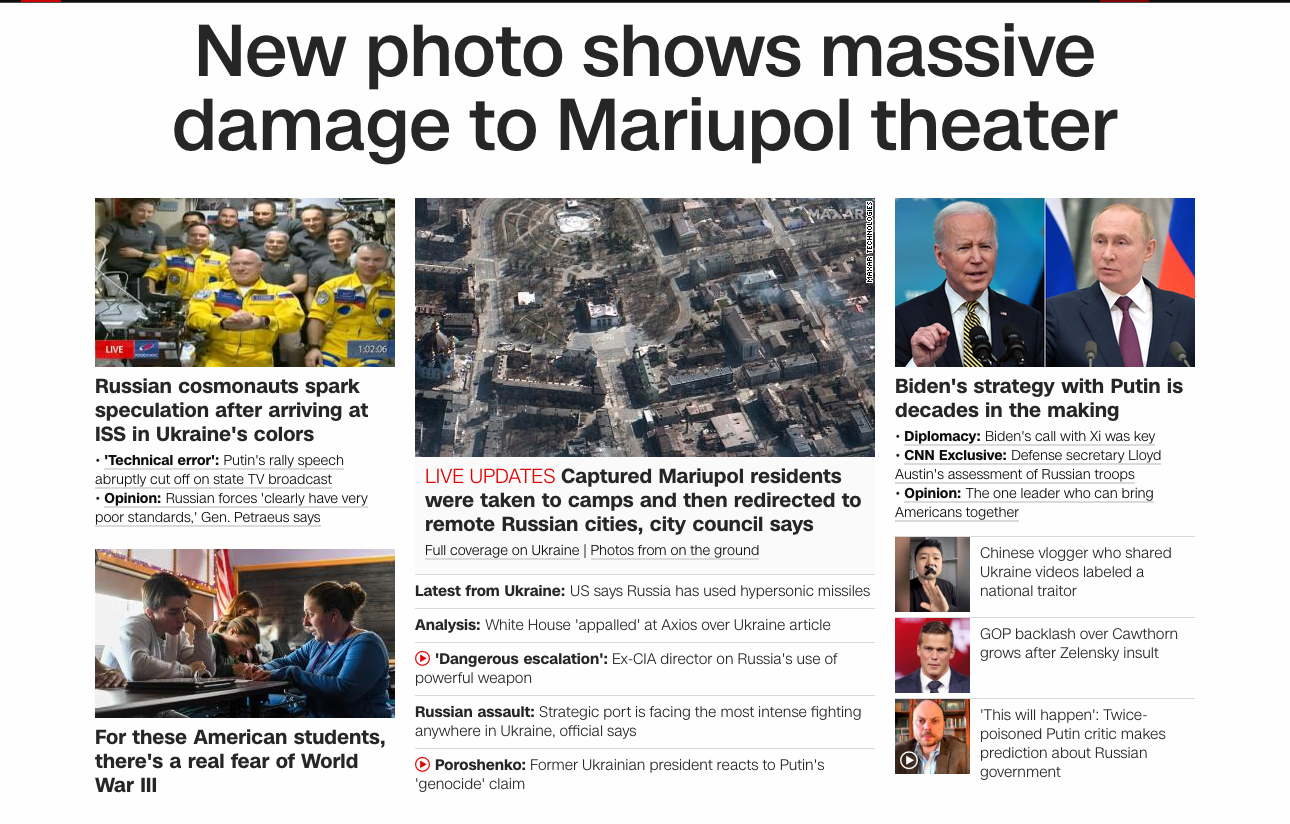 New photo shows massive
damage to Mariupol theater
LIVE
1:02:06
Russian cosmonauts spark
speculation after arriving at
ISS in Ukraine's colors
• 'Technical error': Putin's rally speech
abruptly cut off on state TV broadcast
• Opinion: Russian forces 'clearly have very
poor standards,' Gen. Petraeus says
For these American students,
there's a real fear of World
War III
MAXAR
MAXAR TECHNOLOGIES
LIVE UPDATES Captured Mariupol residents
were taken to camps and then redirected to
remote Russian cities, city council says
Full coverage on Ukraine | Photos from on the ground
Latest from Ukraine: US says Russia has used hypersonic missiles
Analysis: White House 'appalled' at Axios over Ukraine article
'Dangerous escalation': Ex-CIA director on Russia's use of
powerful weapon
Russian assault: Strategic port is facing the most intense fighting
anywhere in Ukraine, official says
Poroshenko: Former Ukrainian president reacts to Putin's
'genocide' claim
Biden's strategy with Putin is
decades in the making
• Diplomacy: Biden's call with Xi was key
• CNN Exclusive: Defense secretary Lloyd
Austin's assessment of Russian troops
• Opinion: The one leader who can bring
Americans together
Chinese vlogger who shared
Ukraine videos labeled a
national traitor
GOP backlash over Cawthorn
grows after Zelensky insult
'This will happen': Twice-
poisoned Putin critic makes
prediction about Russian
government